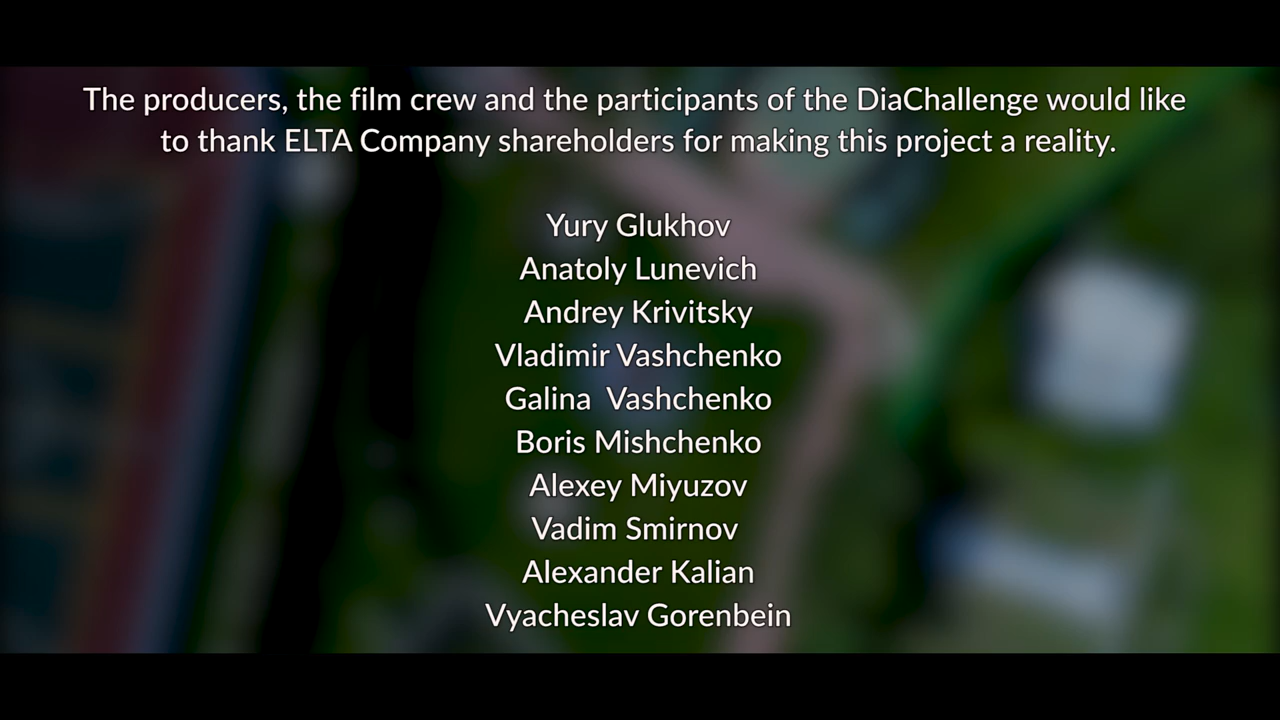 The producers, the film crew and the participants of the DiaChallenge would like
to thank ELTA Company shareholders for making this project a reality.
Yury Glukhov
Anatoly Lunevich
Andrey Krivitsky
Vladimir Vashchenko
Galina Vashchenko
Boris Mishchenko
Alexey Miyuzov
Vadim Smirnov
Alexander Kalian
Vyacheslav Gorenbein